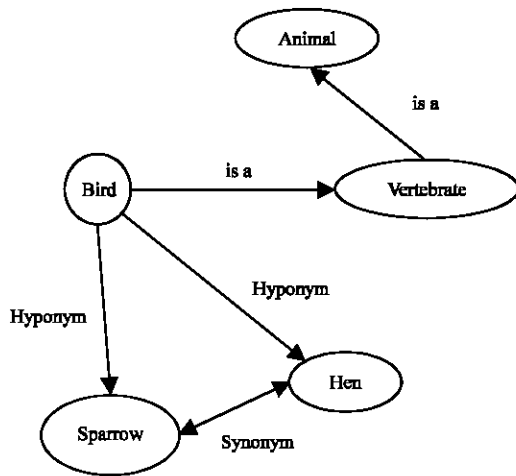 Animal
is a
is a
Bird
Vertebrate
Hyponym
Hyponym
Hen
Sparrow
Synonym